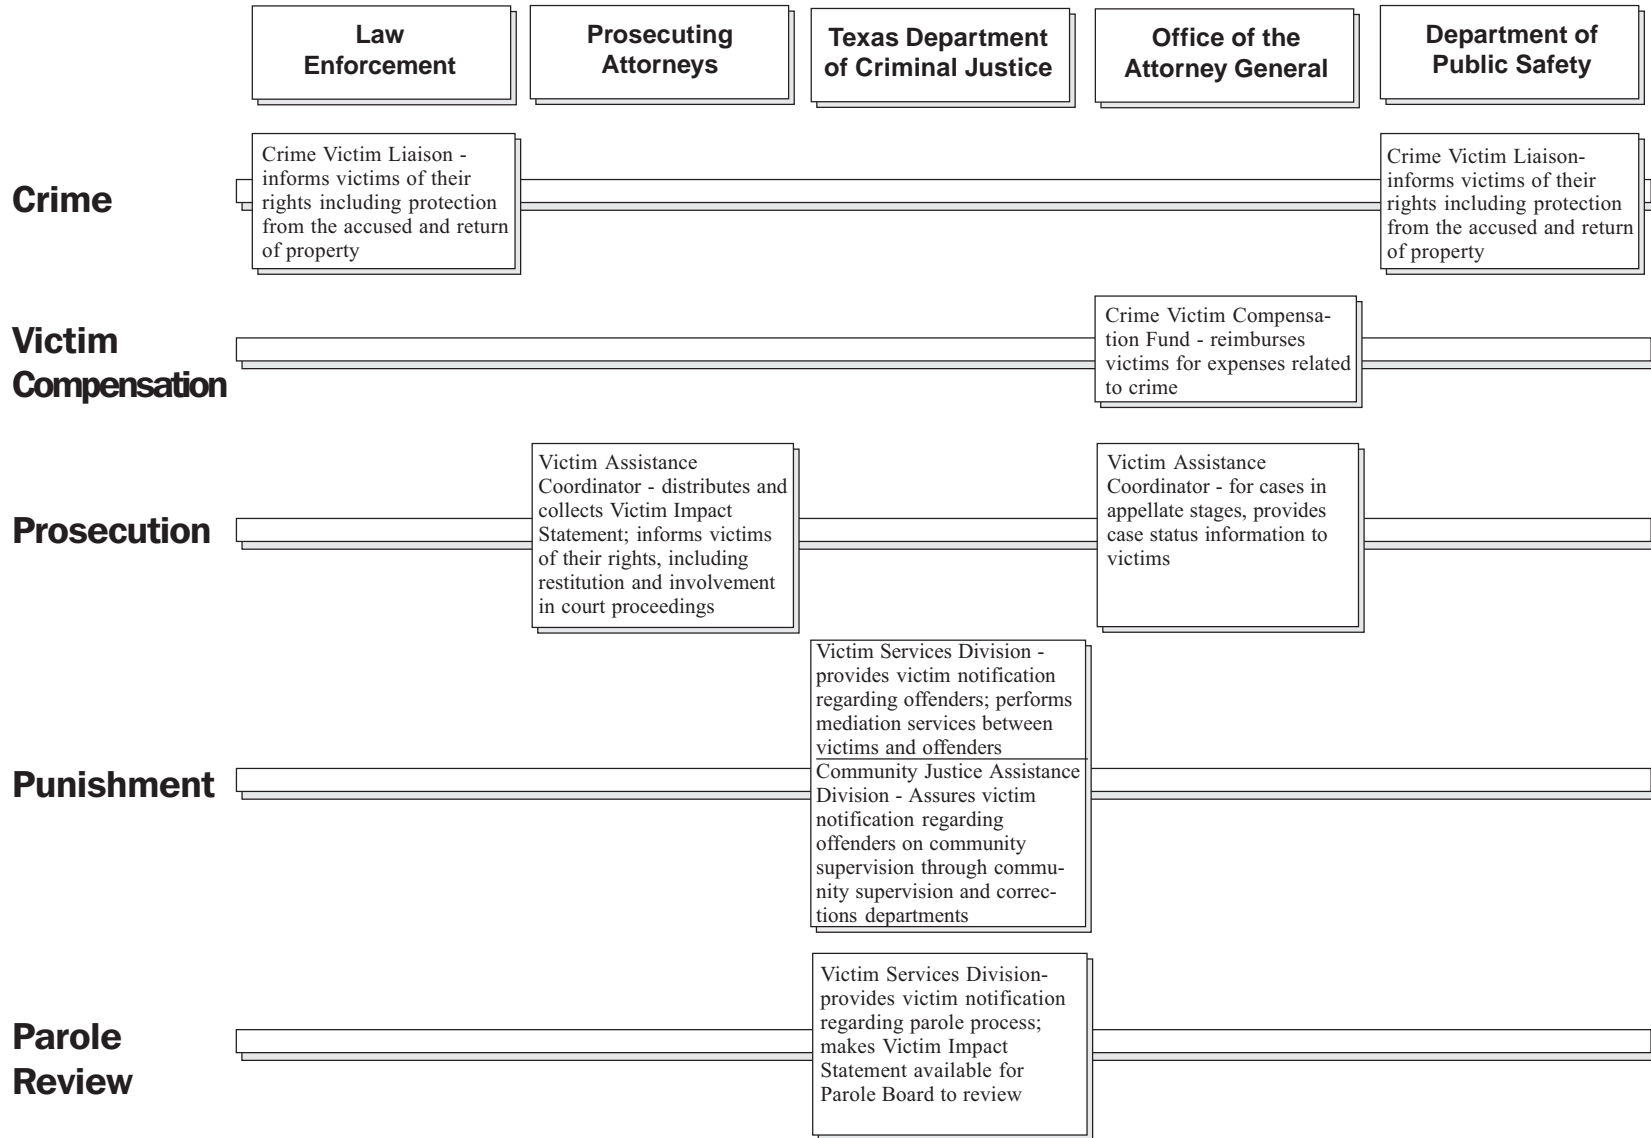 Law
Enforcement
Prosecuting
Attorneys
Texas Department
of Criminal Justice
Office of the
Attorney General
Department of
Public Safety
Crime
Crime Victim Liaison -
informs victims of their
rights including protection
from the accused and return
of property
Crime Victim Liaison-
informs victims of their
rights including protection
from the accused and return
of property
Victim
Compensation
Crime Victim Compensa-
tion Fund - reimburses
victims for expenses related
to crime
Prosecution
Victim Assistance
Coordinator - distributes and
collects Victim Impact
Statement; informs victims
of their rights, including
restitution and involvement
in court proceedings
Victim Assistance
Coordinator - for cases in
appellate stages, provides
case status information to
victims
Punishment
Victim Services Division -
provides victim notification
regarding offenders; performs
mediation services between
victims and offenders
Community Justice Assistance
Division - Assures victim
notification regarding
offenders on community
supervision through commu-
nity supervision and correc-
tions departments
Parole
Review
Victim Services Division-
provides victim notification
regarding parole process;
makes Victim Impact
Statement available for
Parole Board to review